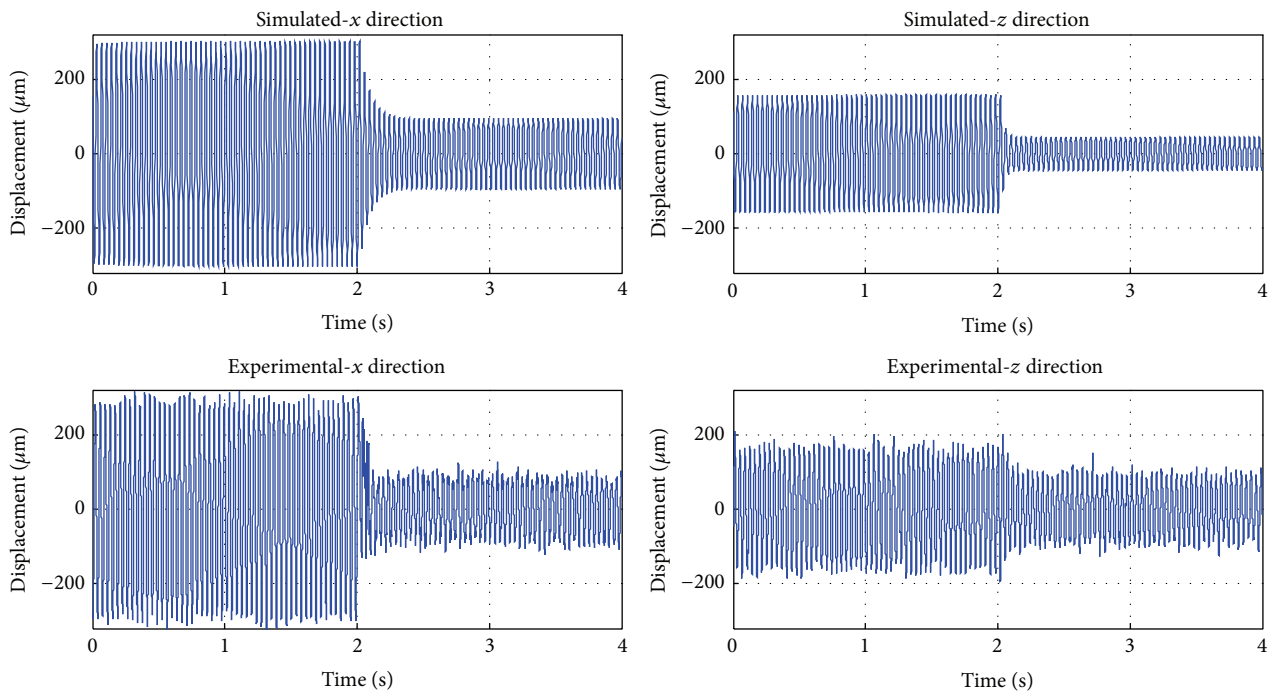 Simulated-x direction
Displacement (μm)
200
0
−200
0 1 2 3 4
Time (s)
Simulated-z direction
Displacement (μm)
200
0
−200
0 1 2 3 4
Time (s)
Experimental-x direction
Displacement (μm)
200
0
−200
0 1 2 3 4
Time (s)
Experimental-z direction
Displacement (μm)
200
0
−200
0 1 2 3 4
Time (s)